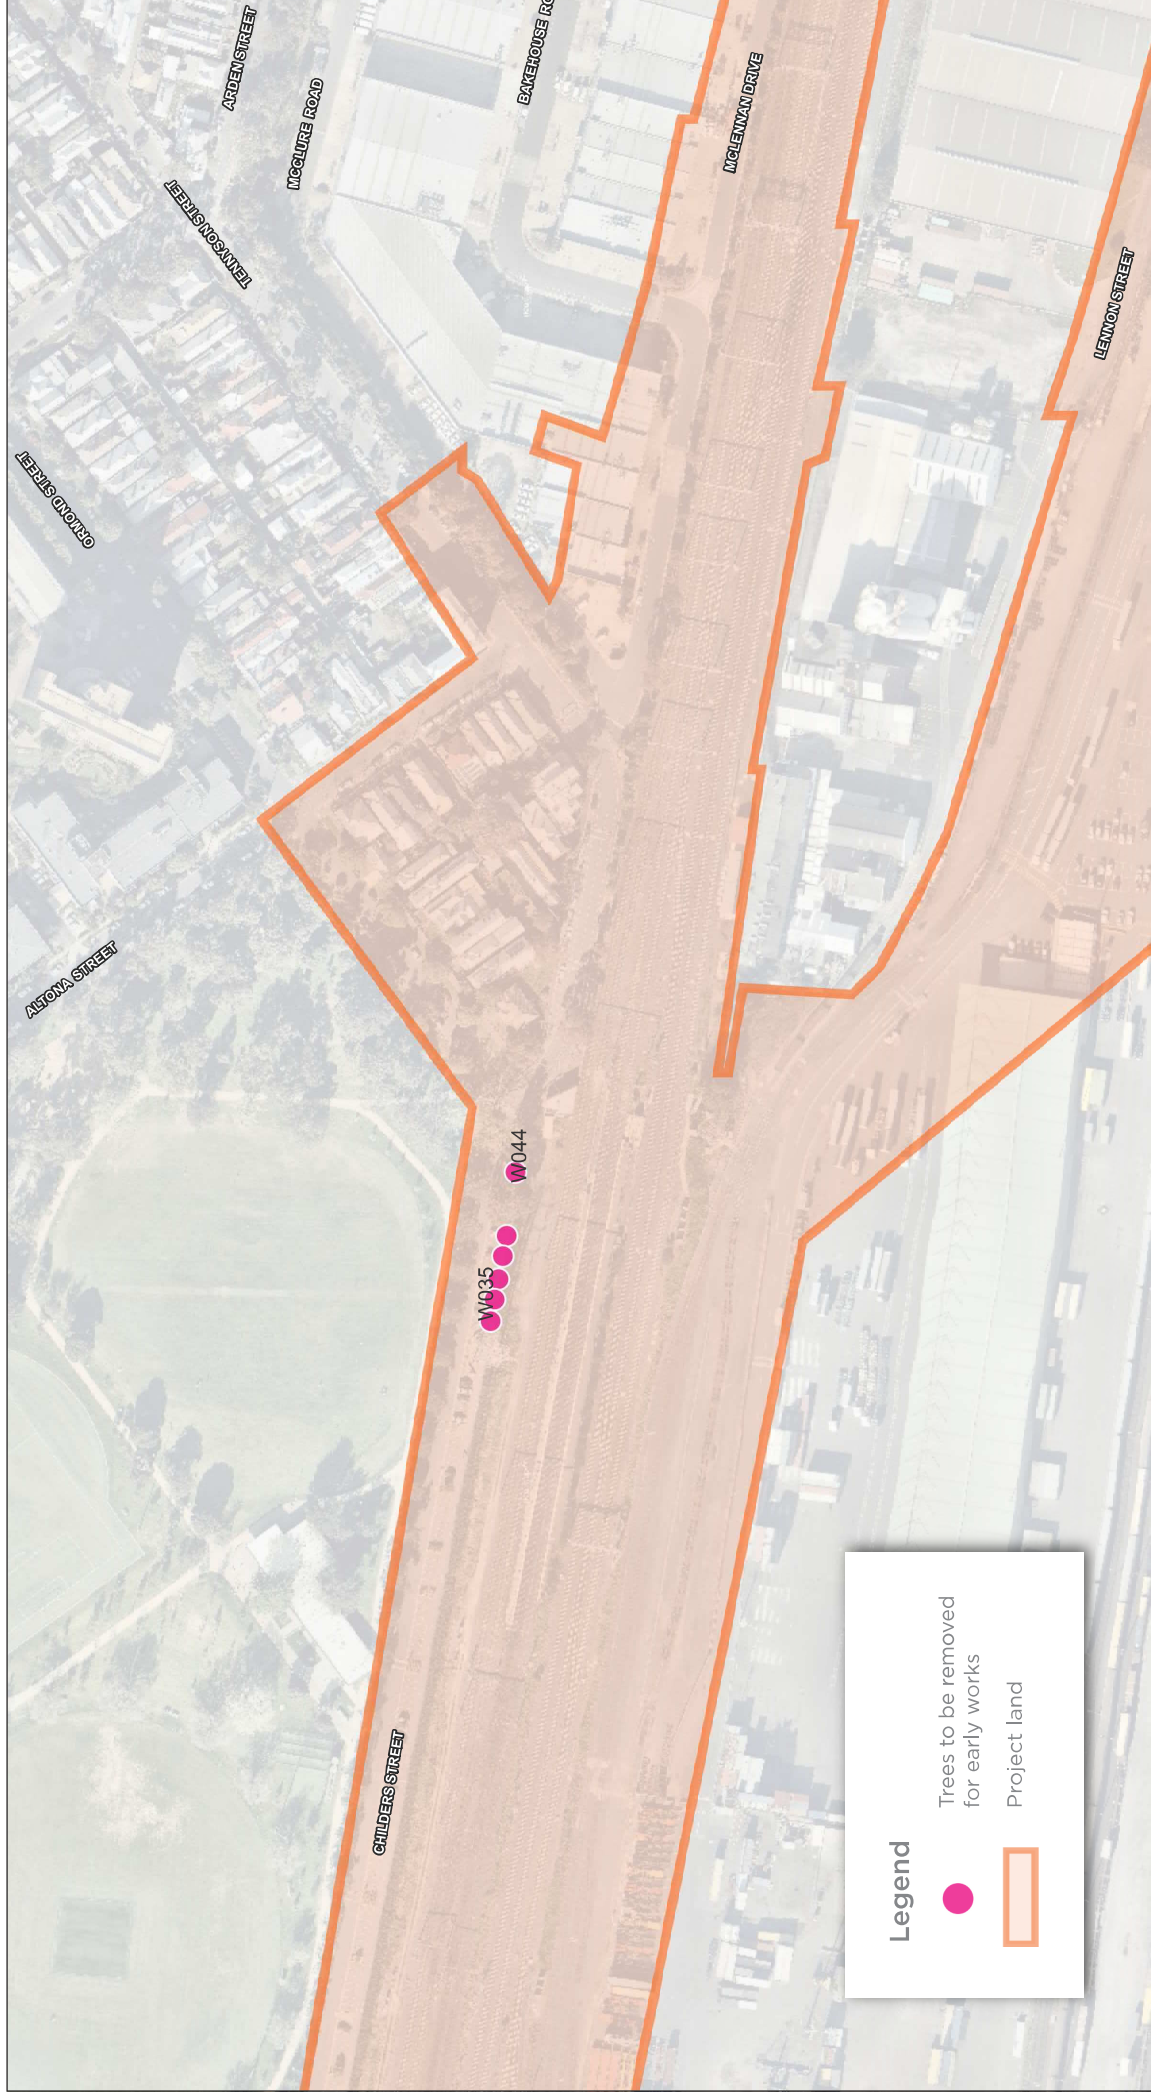 ARDEN STREET
MCCLURE ROAD
BAKEHOUSE RO
MCLENNAN DRIVE
TENNYSON STREET
LENNON STREET
ORMOND STREET
ALTONA STREET
W044
W035
CHILDERS STREET
Legend
Trees to be removed
for early works
Project land